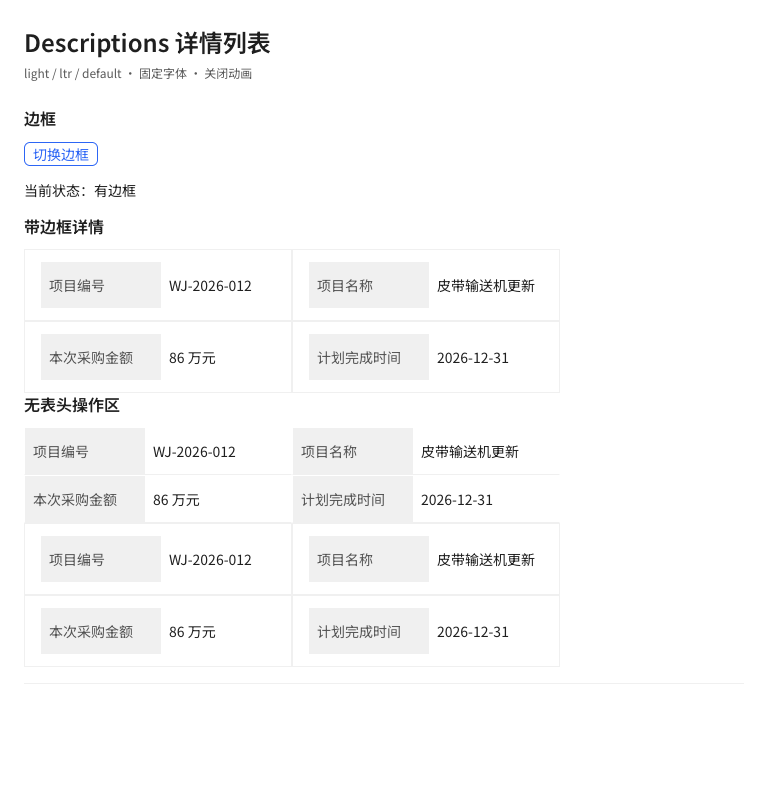 Descriptions 详情列表
light / ltr / default · 固定字体 · 关闭动画
边框
切换边框
当前状态：有边框
带边框详情
项目编号 WJ-2026-012 项目名称 皮带输送机更新
本次采购金额 86 万元 计划完成时间 2026-12-31
无表头操作区
项目编号 WJ-2026-012 项目名称 皮带输送机更新
本次采购金额 86 万元 计划完成时间 2026-12-31
项目编号 WJ-2026-012 项目名称 皮带输送机更新
本次采购金额 86 万元 计划完成时间 2026-12-31